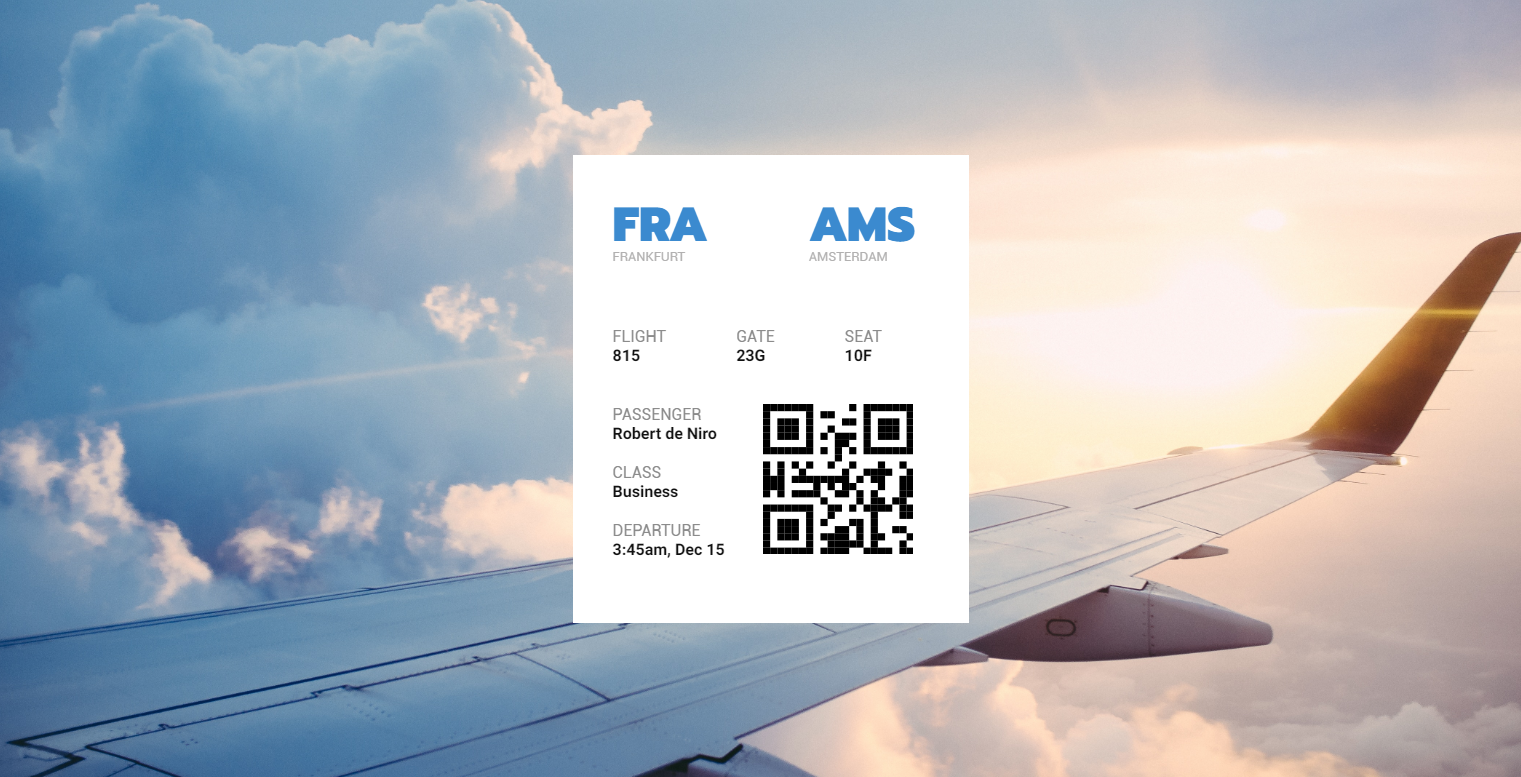 FRA AMS
FRANKFURT AMSTERDAM
FLIGHT GATE SEAT
815 23G 10F
PASSENGER
Robert de Niro
CLASS
Business
DEPARTURE
3:45am, Dec 15